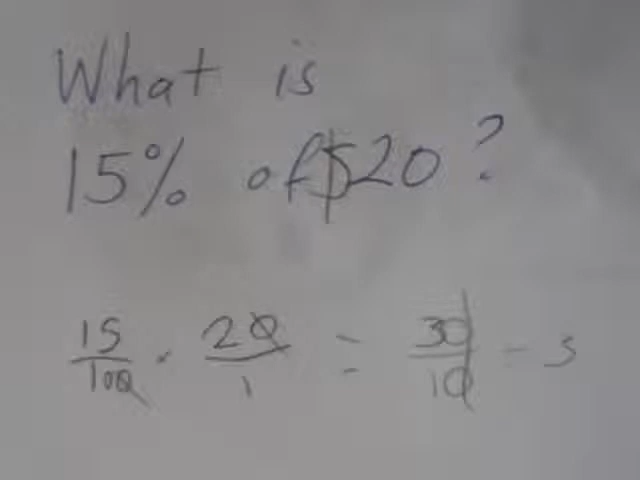 What is
15% of $20?
15/100 · 20/1 = 30/10 = 3